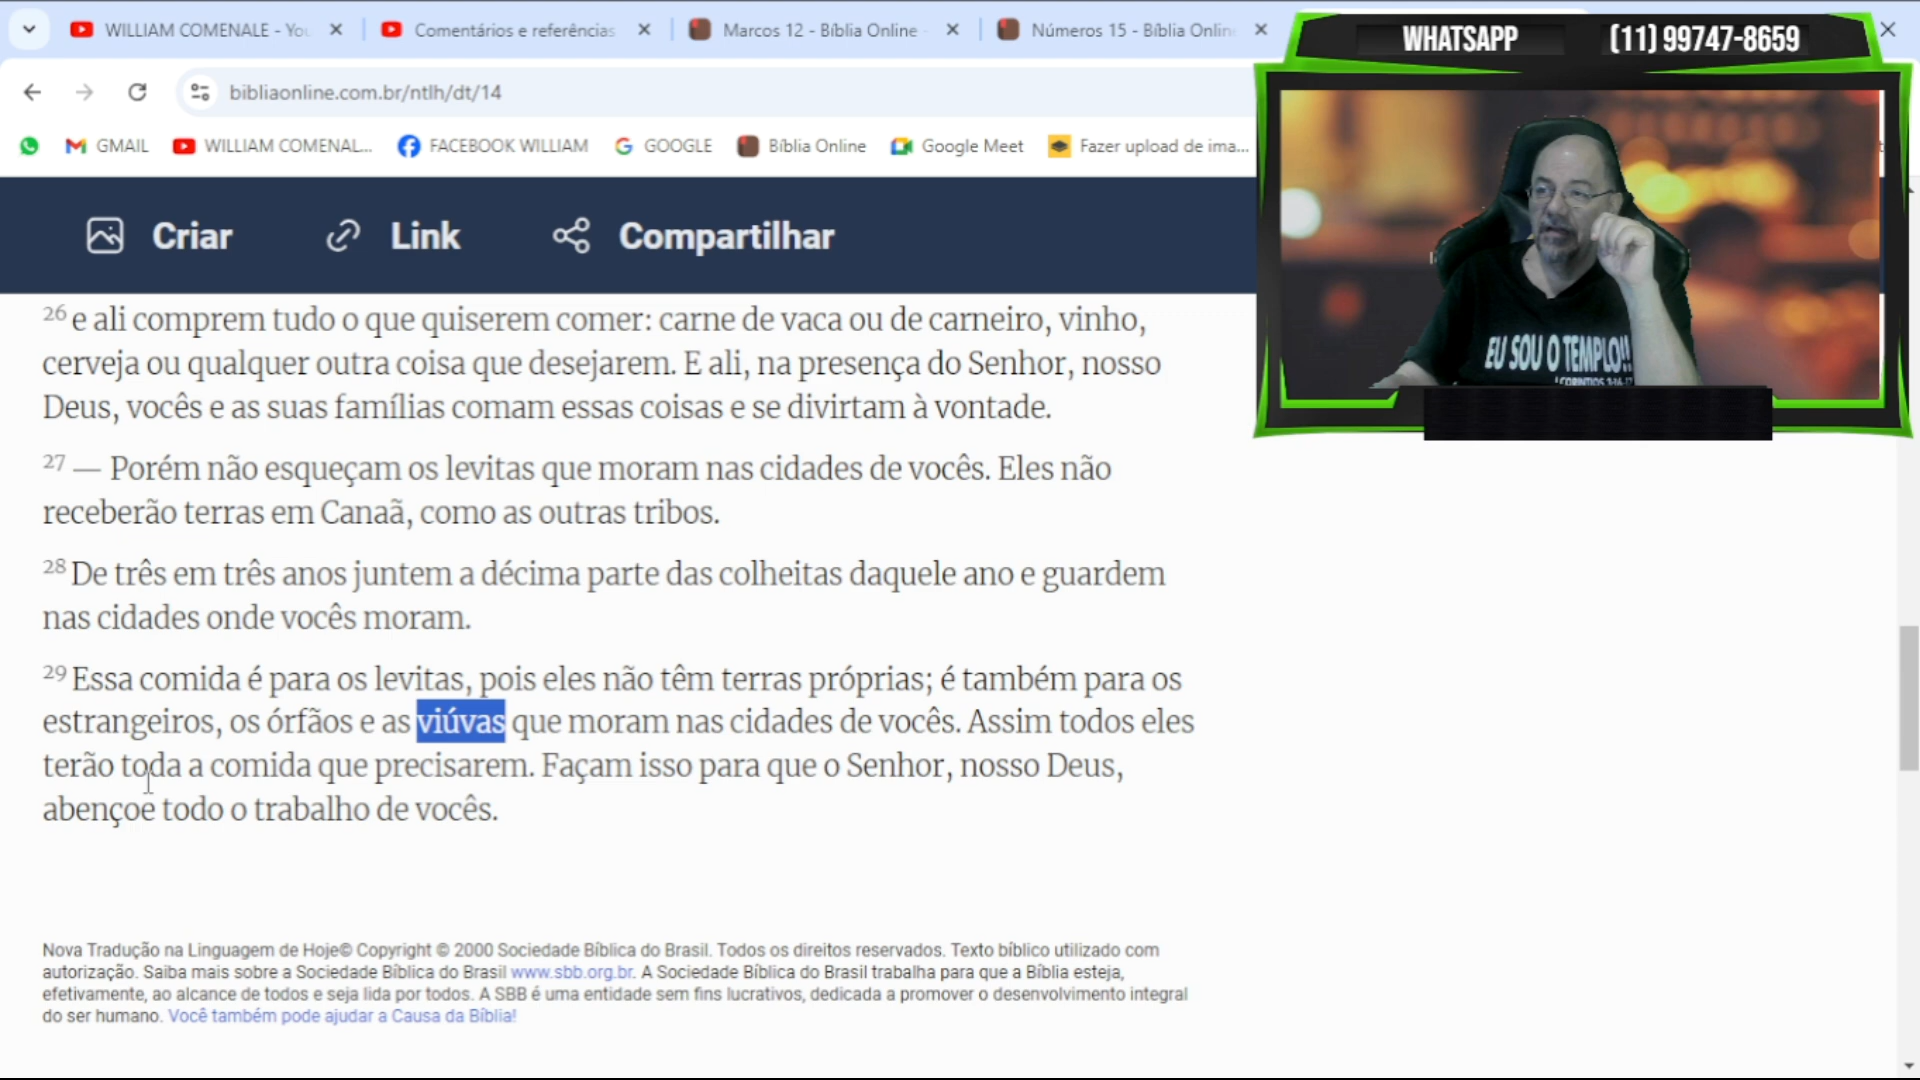 WILLIAM COMENALE - You
Comentários e referências
Marcos 12 - Bíblia Online -
Números 15 - Bíblia Online
WHATSAPP (11) 99747-8659
bibliaonline.com.br/ntlh/dt/14
GMAIL
WILLIAM COMENAL...
FACEBOOK WILLIAM
GOOGLE
Bíblia Online
Google Meet
Fazer upload de ima...
Criar
Link
Compartilhar
EU SOU O TEMPLO!!
26 e ali comprem tudo o que quiserem comer: carne de vaca ou de carneiro, vinho,
cerveja ou qualquer outra coisa que desejarem. E ali, na presença do Senhor, nosso
Deus, vocês e as suas famílias comam essas coisas e se divirtam à vontade.
27 — Porém não esqueçam os levitas que moram nas cidades de vocês. Eles não
receberão terras em Canaã, como as outras tribos.
28 De três em três anos juntem a décima parte das colheitas daquele ano e guardem
nas cidades onde vocês moram.
29 Essa comida é para os levitas, pois eles não têm terras próprias; é também para os
estrangeiros, os órfãos e as viúvas que moram nas cidades de vocês. Assim todos eles
terão toda a comida que precisarem. Façam isso para que o Senhor, nosso Deus,
abençoe todo o trabalho de vocês.
Nova Tradução na Linguagem de Hoje© Copyright © 2000 Sociedade Bíblica do Brasil. Todos os direitos reservados. Texto bíblico utilizado com
autorização. Saiba mais sobre a Sociedade Bíblica do Brasil www.sbb.org.br. A Sociedade Bíblica do Brasil trabalha para que a Bíblia esteja,
efetivamente, ao alcance de todos e seja lida por todos. A SBB é uma entidade sem fins lucrativos, dedicada a promover o desenvolvimento integral
do ser humano. Você também pode ajudar a Causa da Bíblia!